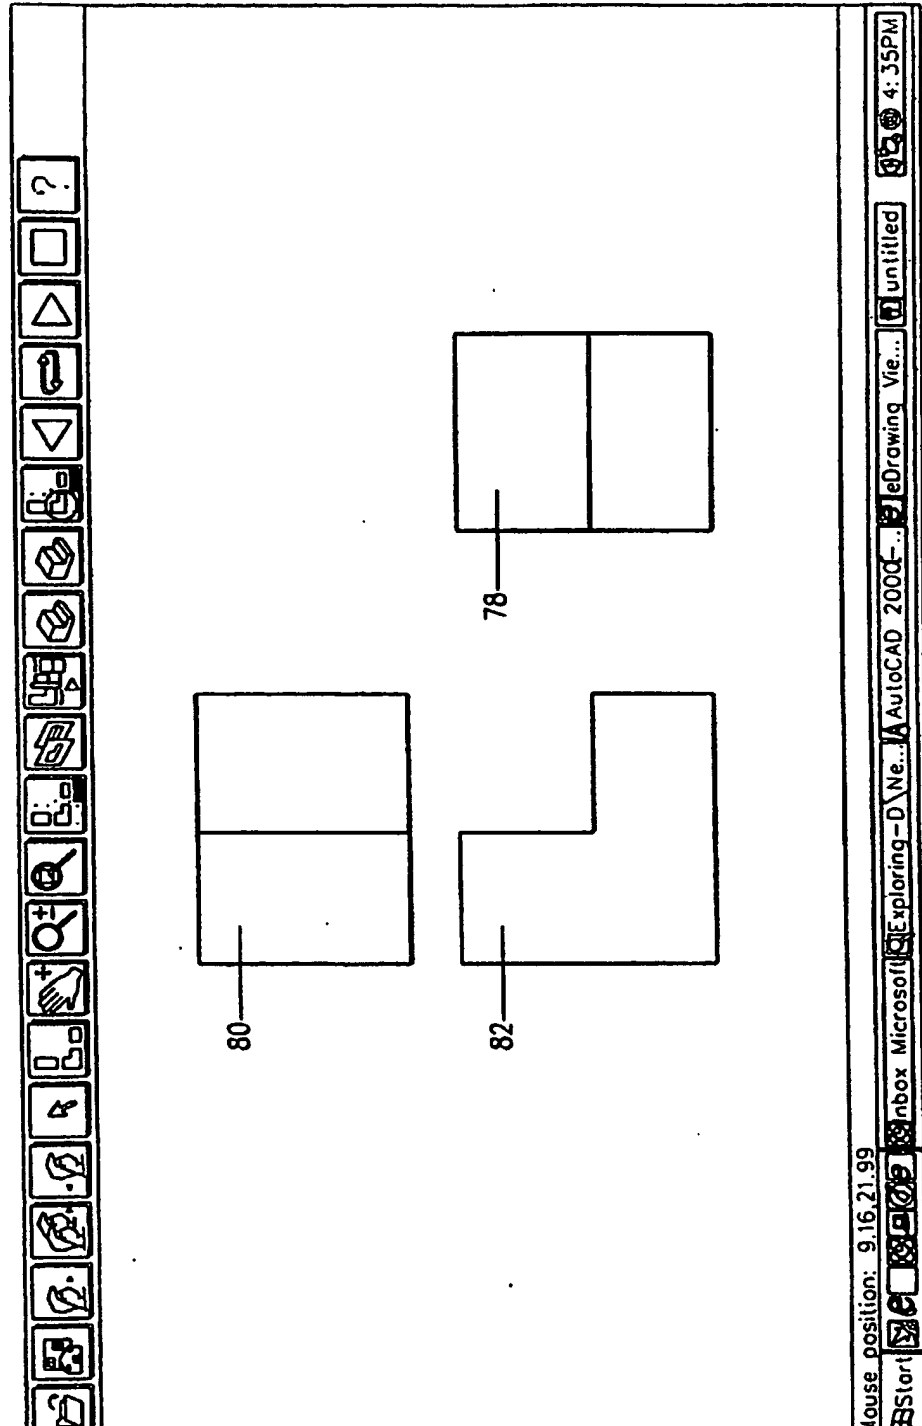 ?
80
78
82
Mouse position: 9.16,21.99
Start Inbox Microsoft Exploring-D\Ne... AutoCAD 2000-... eDrawing Vie... untitled 4:35PM